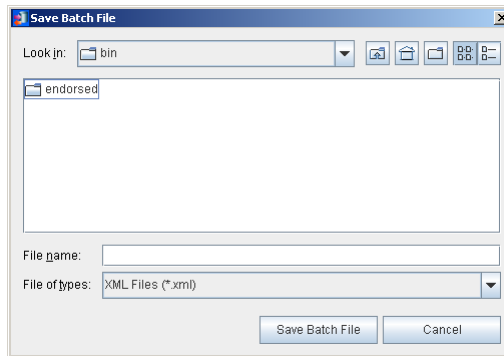 Save Batch File
Look in: bin
endorsed
File name:
File of types: XML Files (*.xml)
Save Batch File Cancel